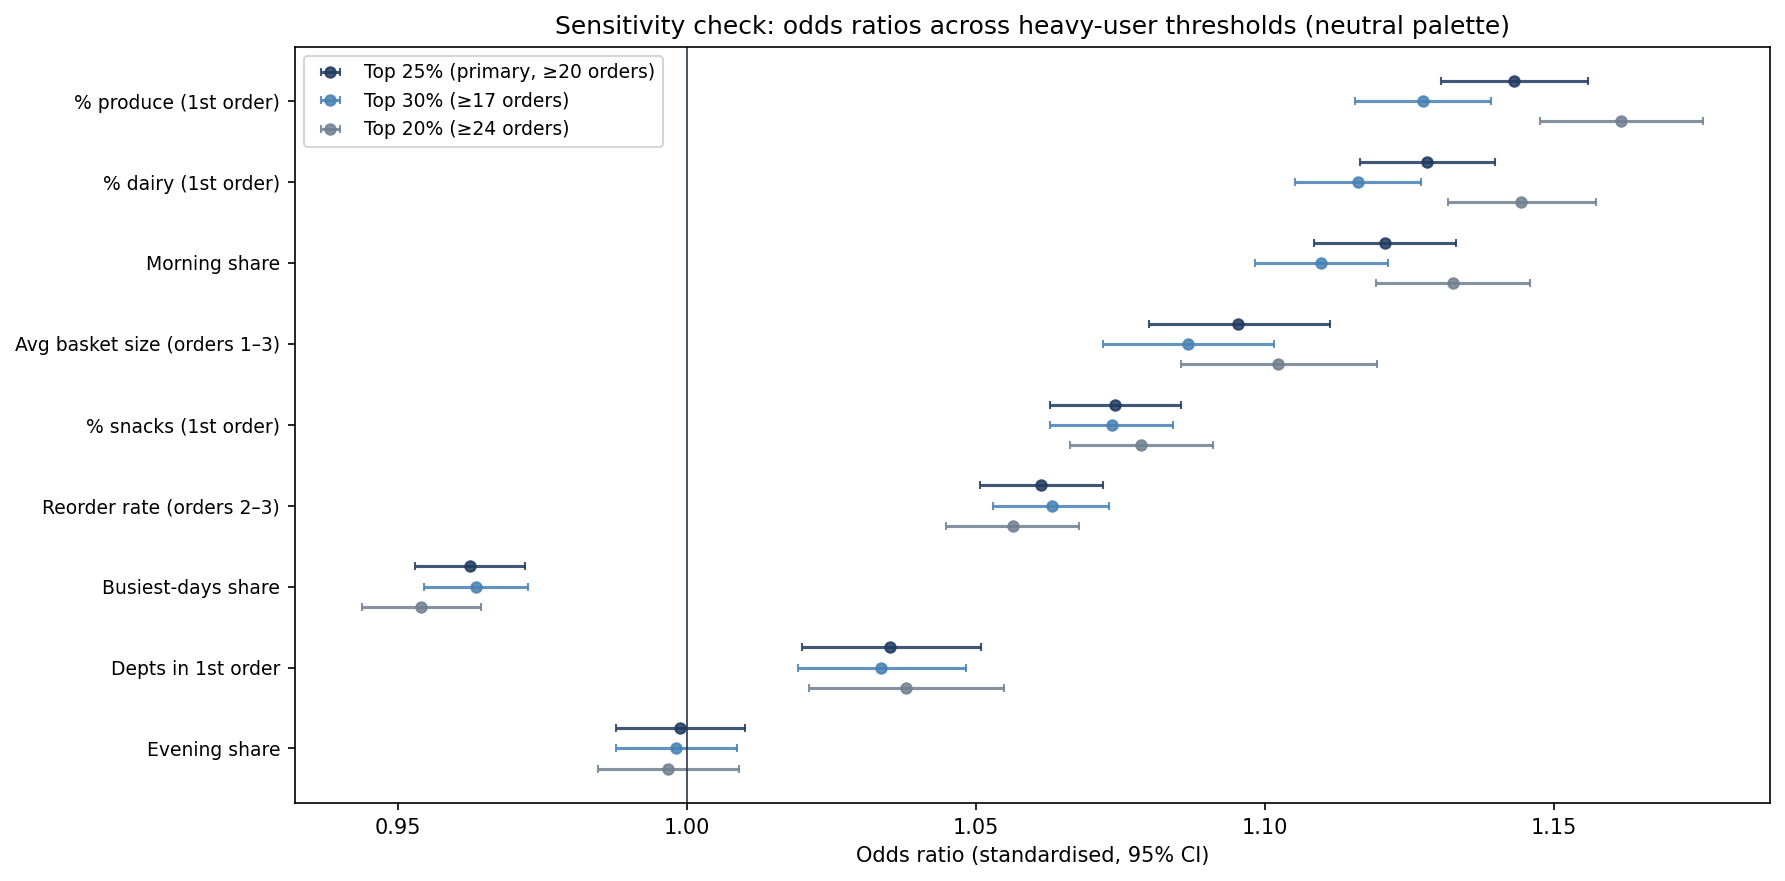 Sensitivity check: odds ratios across heavy-user thresholds (neutral palette)
Top 25% (primary, ≥20 orders)
Top 30% (≥17 orders)
Top 20% (≥24 orders)
% produce (1st order)
% dairy (1st order)
Morning share
Avg basket size (orders 1–3)
% snacks (1st order)
Reorder rate (orders 2–3)
Busiest-days share
Depts in 1st order
Evening share
0.95 1.00 1.05 1.10 1.15
Odds ratio (standardised, 95% CI)